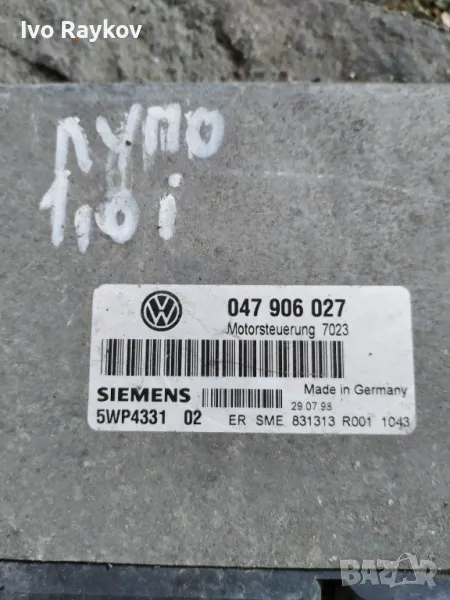 Ivo Raykov
лупо
1,0i
047 906 027
Motorsteuerung 7023
SIEMENS
Made in Germany
29.07.98
5WP4331 02 ER SME 831313 R001 1043
BAZAR